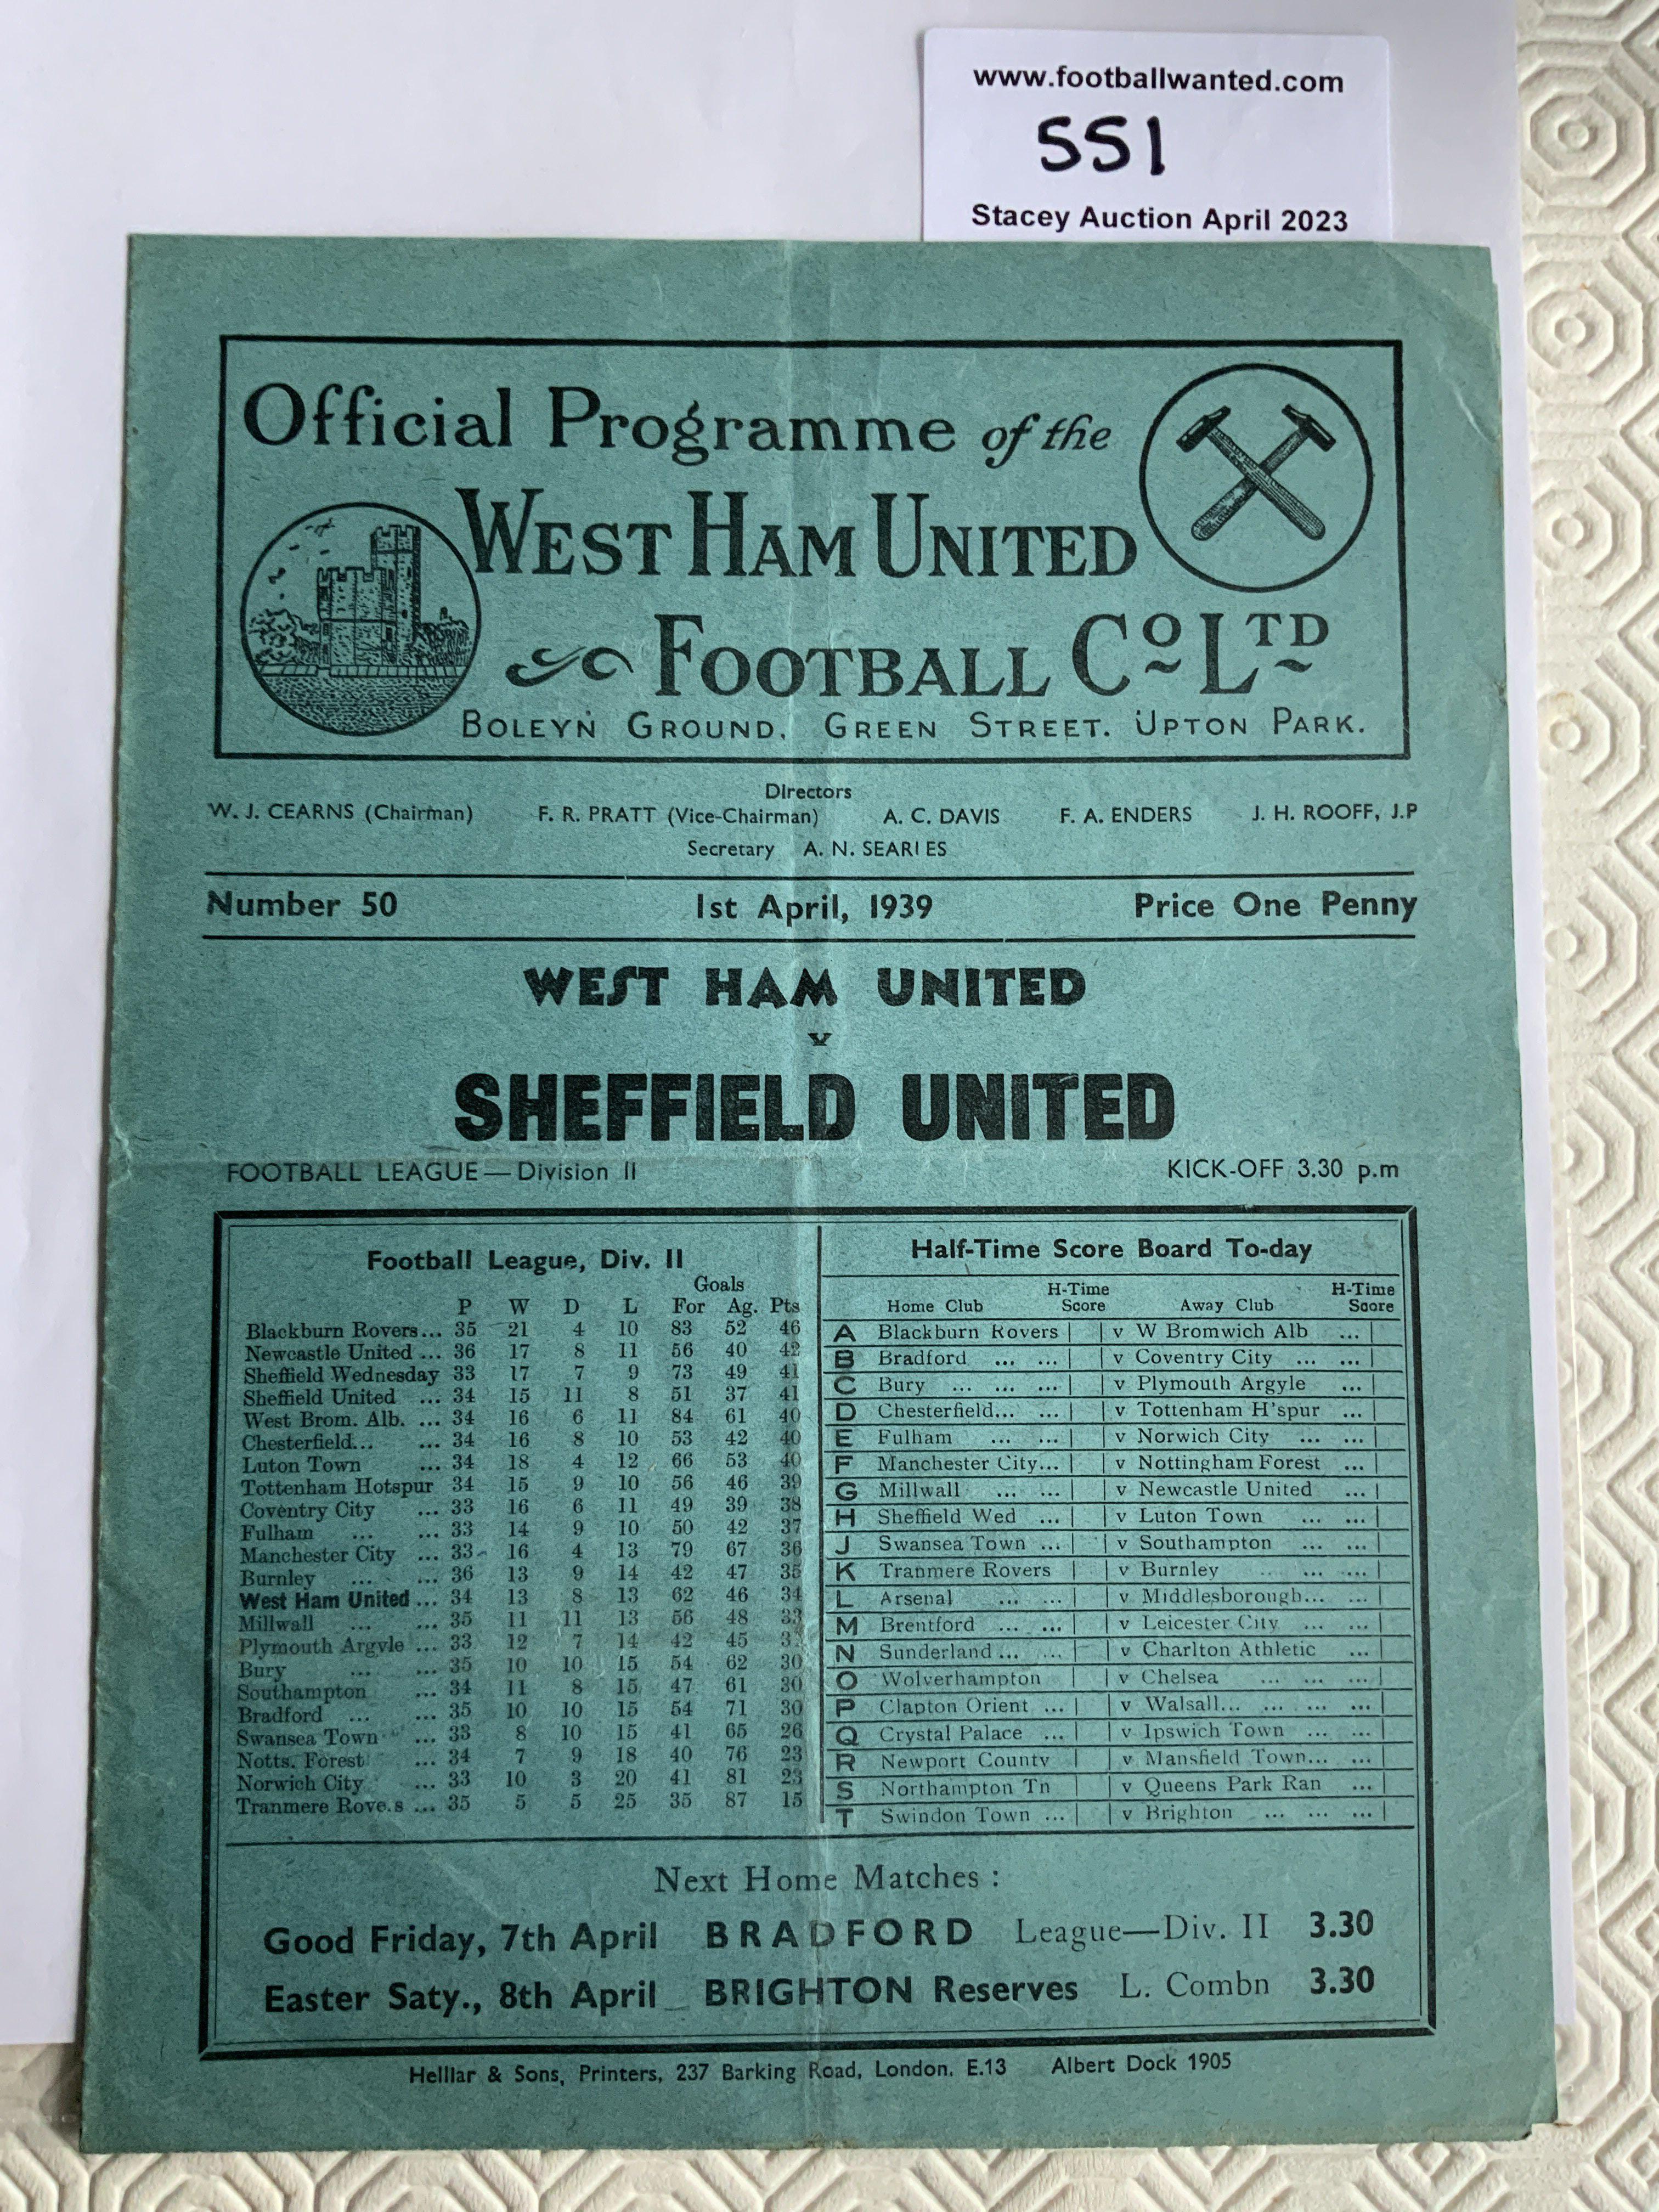 www.footballwanted.com
SS1
Stacey Auction April 2023
Official Programme of the
WEST HAM UNITED
FOOTBALL CO LTD
BOLEYN GROUND, GREEN STREET. UPTON PARK.
Directors
W. J. CEARNS (Chairman) F. R. PRATT (Vice-Chairman) A. C. DAVIS F. A. ENDERS J. H. ROOFF, J.P
Secretary A. N. SEARLES
Number 50 1st April, 1939 Price One Penny
WEST HAM UNITED
v
SHEFFIELD UNITED
FOOTBALL LEAGUE — Division II KICK-OFF 3.30 p.m
Football League, Div. II
Goals
P W D L For Ag. Pts
Blackburn Rovers... 35 21 4 10 83 52 46
Newcastle United ... 36 17 8 11 56 40 42
Sheffield Wednesday 33 17 7 9 73 49 41
Sheffield United ... 34 15 11 8 51 37 41
West Brom. Alb. ... 34 16 6 11 84 61 40
Chesterfield... ... 34 16 8 10 53 42 40
Luton Town ... 34 18 4 12 66 53 40
Tottenham Hotspur 34 15 9 10 56 46 39
Coventry City ... 33 16 6 11 49 39 38
Fulham ... ... 33 14 9 10 50 42 37
Manchester City ... 33 16 4 13 79 67 36
Burnley ... ... 36 13 9 14 42 47 35
West Ham United ... 34 13 8 13 62 46 34
Millwall ... ... 35 11 11 13 56 48 33
Plymouth Argyle ... 33 12 7 14 42 45
Bury ... ... 35 10 10 15 54 62 30
Southampton ... 34 11 8 15 47 61 30
Bradford ... ... 35 10 10 15 54 71 30
Swansea Town ... 33 8 10 15 41 65 26
Notts. Forest ... 34 7 9 18 40 76 23
Norwich City ... 33 10 3 20 41 81 23
Tranmere Rove.s ... 35 5 5 25 35 87 15
Half-Time Score Board To-day
Home Club H-Time Score Away Club H-Time Soore
A Blackburn Rovers v W Bromwich Alb ...
B Bradford ... ... v Coventry City ... ...
C Bury ... ... ... v Plymouth Argyle ...
D Chesterfield... ... v Tottenham H'spur ...
E Fulham ... ... v Norwich City ... ...
F Manchester City... v Nottingham Forest ...
G Millwall ... ... v Newcastle United ...
H Sheffield Wed ... v Luton Town ... ...
J Swansea Town ... v Southampton ... ...
K Tranmere Rovers v Burnley ... ...
L Arsenal ... ... v Middlesborough... ...
M Brentford ... ... v Leicester City ... ...
N Sunderland ... ... v Charlton Athletic ...
O Wolverhampton v Chelsea ... ... ...
P Clapton Orient ... v Walsall... ... ... ...
Q Crystal Palace ... v Ipswich Town ... ...
R Newport County v Mansfield Town... ...
S Northampton Tn v Queens Park Ran ...
T Swindon Town ... v Brighton ... ... ...
Next Home Matches :
Good Friday, 7th April BRADFORD League—Div. II 3.30
Easter Saty., 8th April BRIGHTON Reserves L. Combn 3.30
Helliar & Sons, Printers, 237 Barking Road, London, E.13 Albert Dock 1905